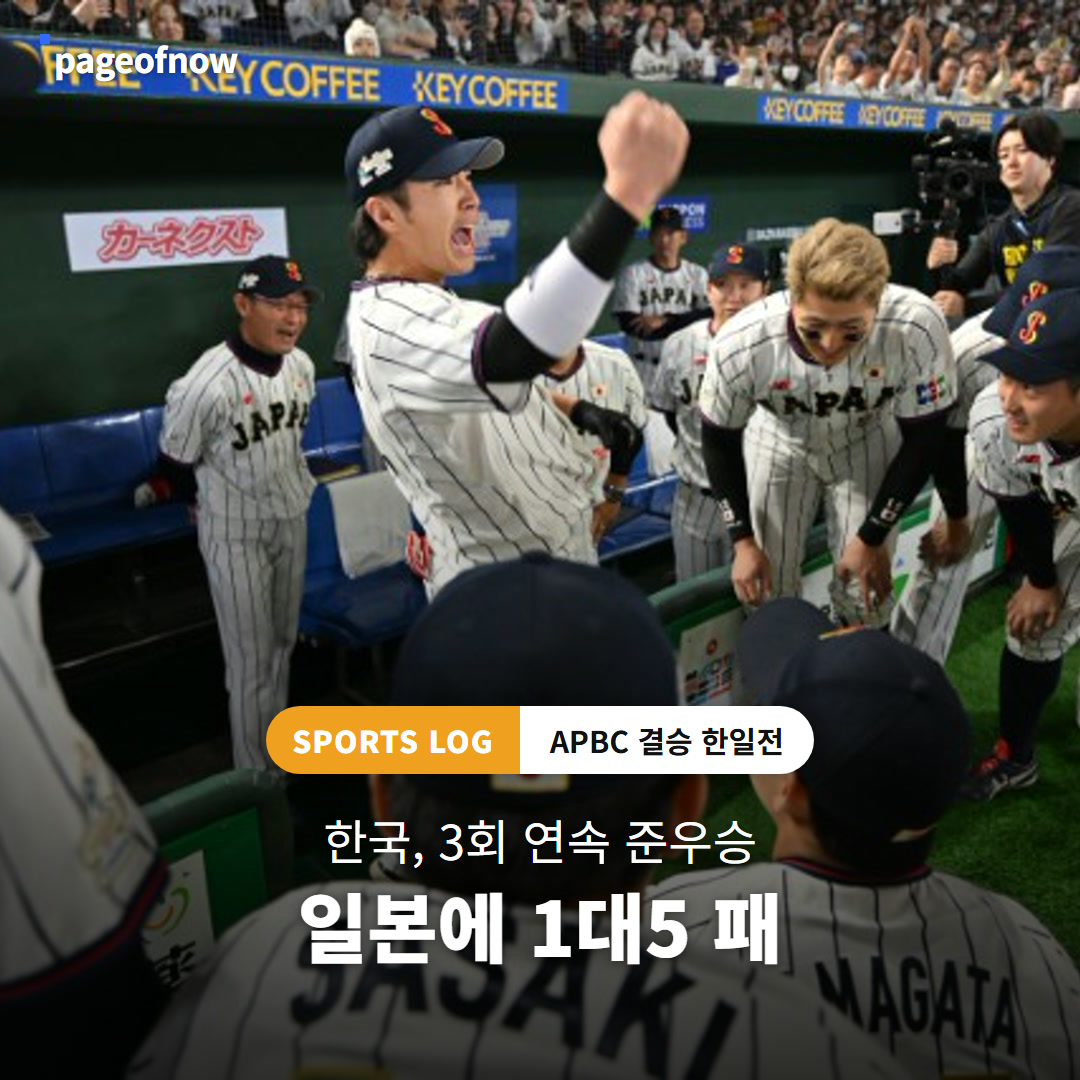 pageofnow
KEY COFFEE
KEY COFFEE
KEY COFFEE
KEY COFFEE
カーネクスト
JAPAN
JAPAN
JAPAN
SPORTS LOG
APBC 결승 한일전
한국, 3회 연속 준우승
일본에 1대5 패
SASAKI
MAGATA